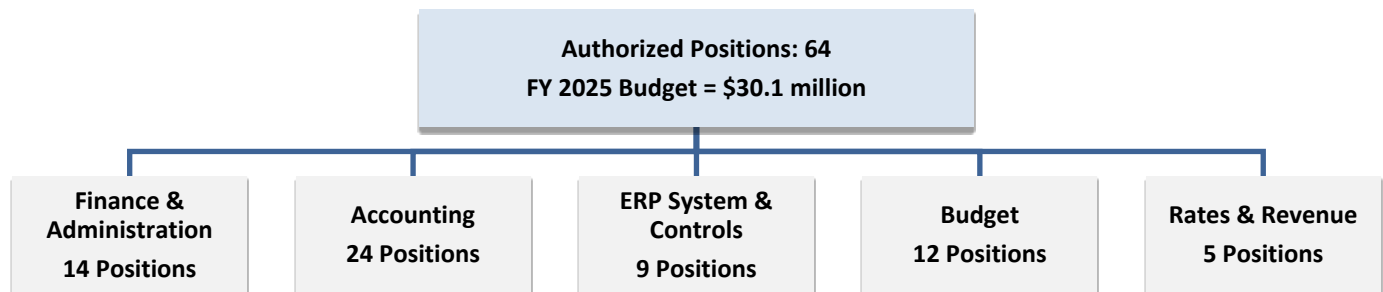 Authorized Positions: 64
FY 2025 Budget = $30.1 million
Finance &
Administration
14 Positions
Accounting
24 Positions
ERP System &
Controls
9 Positions
Budget
12 Positions
Rates & Revenue
5 Positions